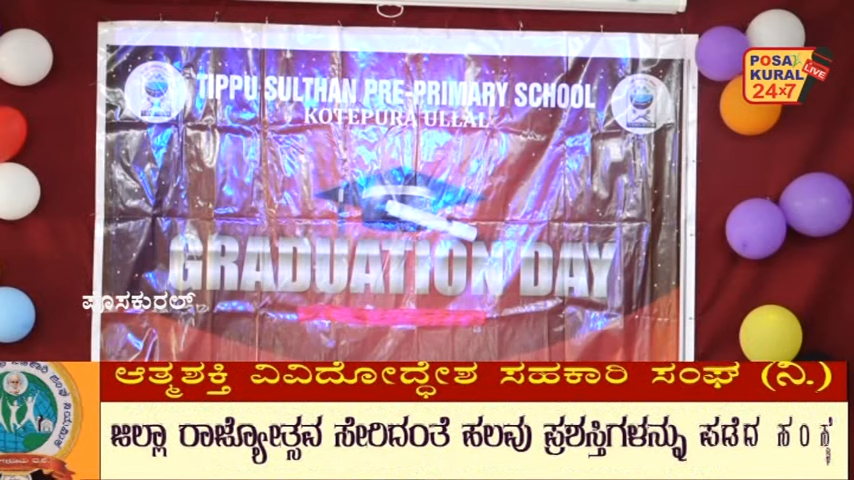 POSA
KURAL
24x7
LIVE
TIPPU SULTHAN PRE-PRIMARY SCHOOL
KOTEPURA ULLAL
GRADUATION DAY
ಪೊಸಕುರಲ್
ಆತ್ಮಶಕ್ತಿ ವಿವಿದೋದ್ಧೇಶ ಸಹಕಾರಿ ಸಂಘ (ನಿ.)
ಜಿಲ್ಲಾ ರಾಜ್ಯೋತ್ಸವ ಸೇರಿದಂತೆ ಹಲವು ಪ್ರಶಸ್ತಿಗಳನ್ನು ಪಡೆದ